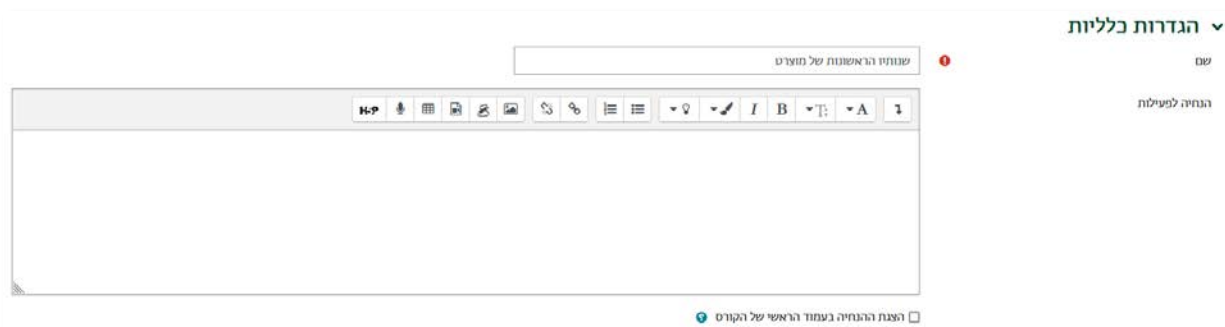 הגדרות כלליות
שם
שנותיו הראשונות של מוצרט
הנחיה לפעילות
A T B I H-P
הצגת ההנחיה בעמוד הראשי של הקורס